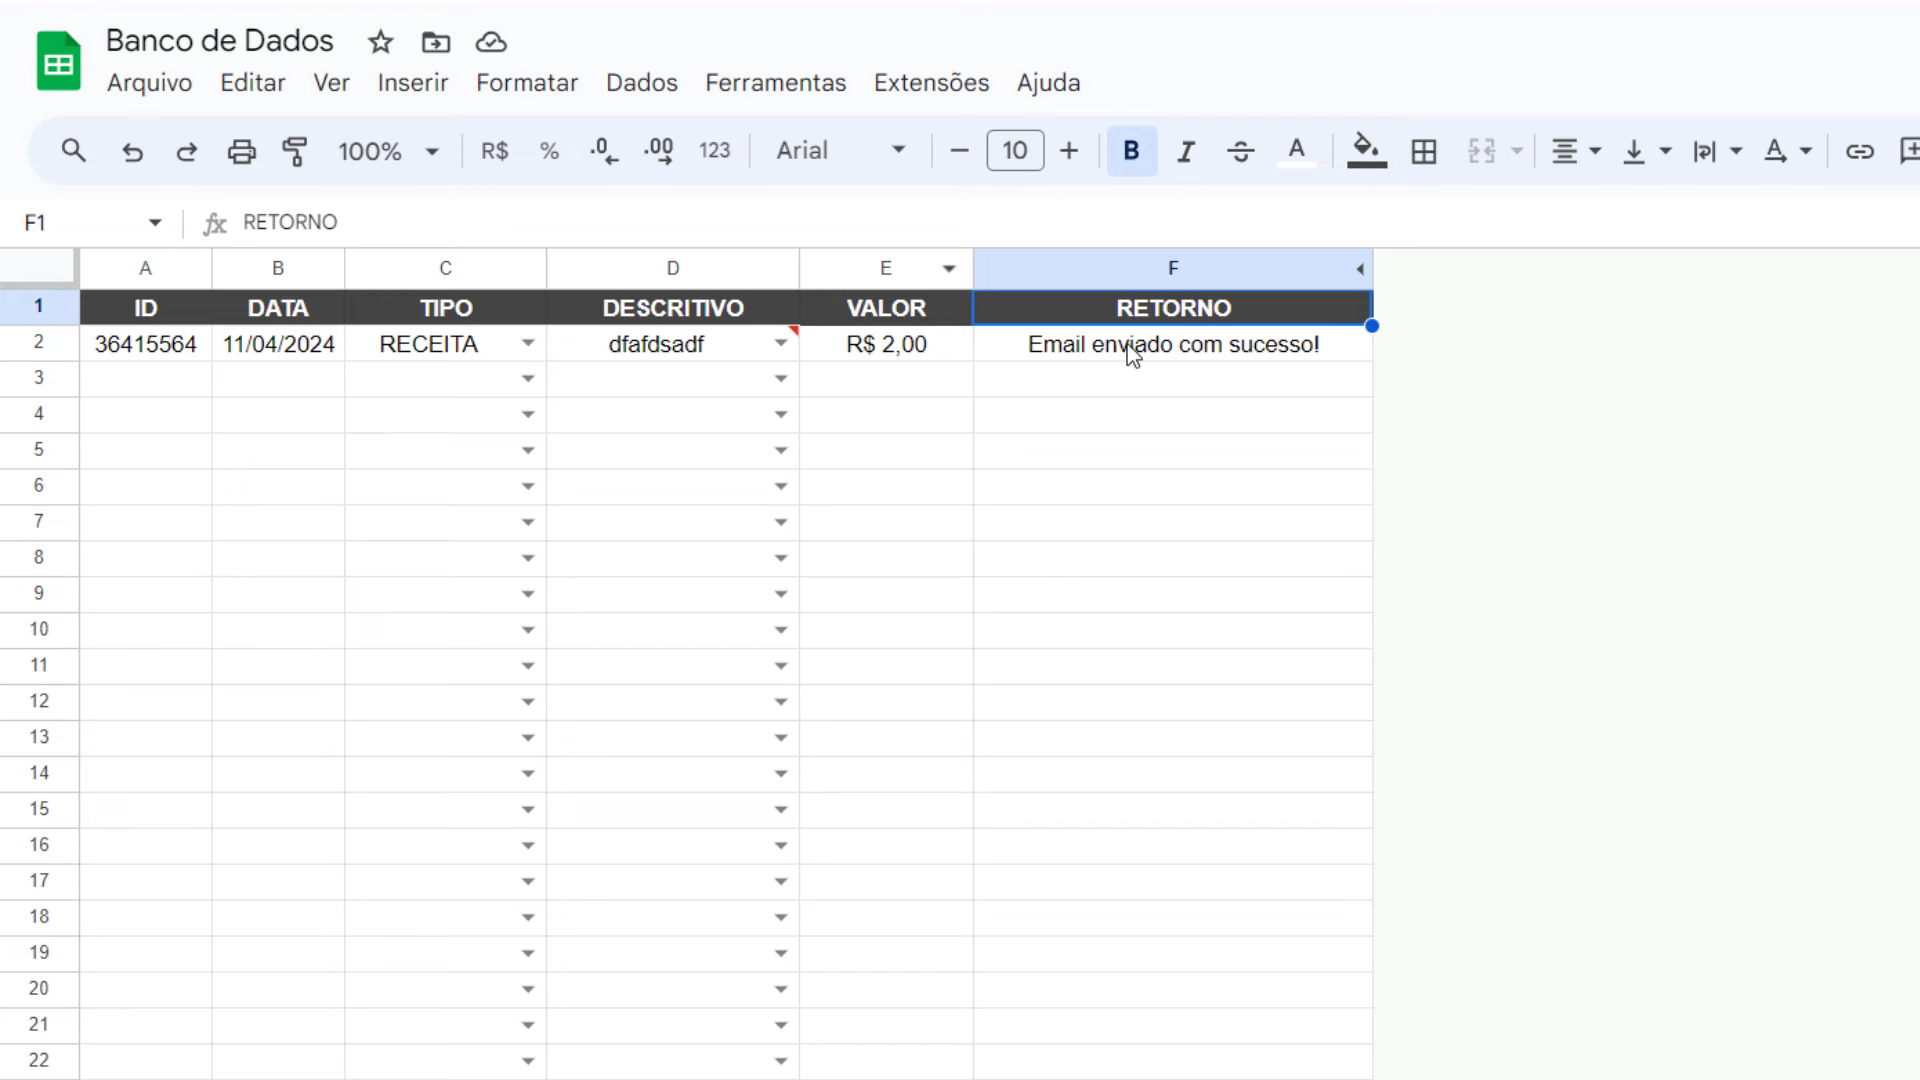 Banco de Dados
Arquivo Editar Ver Inserir Formatar Dados Ferramentas Extensões Ajuda
100% R$ % .0 .00 123 Arial 10 B I S A A
F1 fx RETORNO
A B C D E F
1 ID DATA TIPO DESCRITIVO VALOR RETORNO
2 36415564 11/04/2024 RECEITA dfafdsadf R$ 2,00 Email enviado com sucesso!
3
4
5
6
7
8
9
10
11
12
13
14
15
16
17
18
19
20
21
22